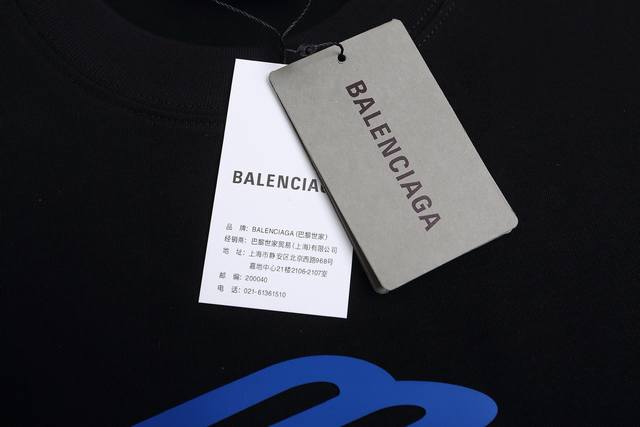 BALENCIAGA
BALENCIAG
品 牌：BALENCIAGA (巴黎世家)
经销商：巴黎世家贸易(上海)有限公司
地 址：上海市静安区北京西路968号
嘉地中心21楼2106-2107室
邮 编：200040
电 话：021-61361510